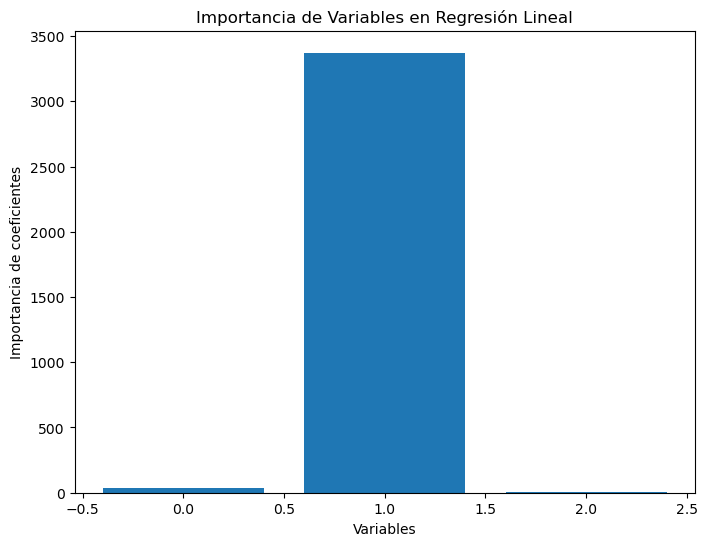 Importancia de Variables en Regresión Lineal
3500
3000
2500
2000
1500
1000
500
0
Importancia de coeficientes
−0.5 0.0 0.5 1.0 1.5 2.0 2.5
Variables